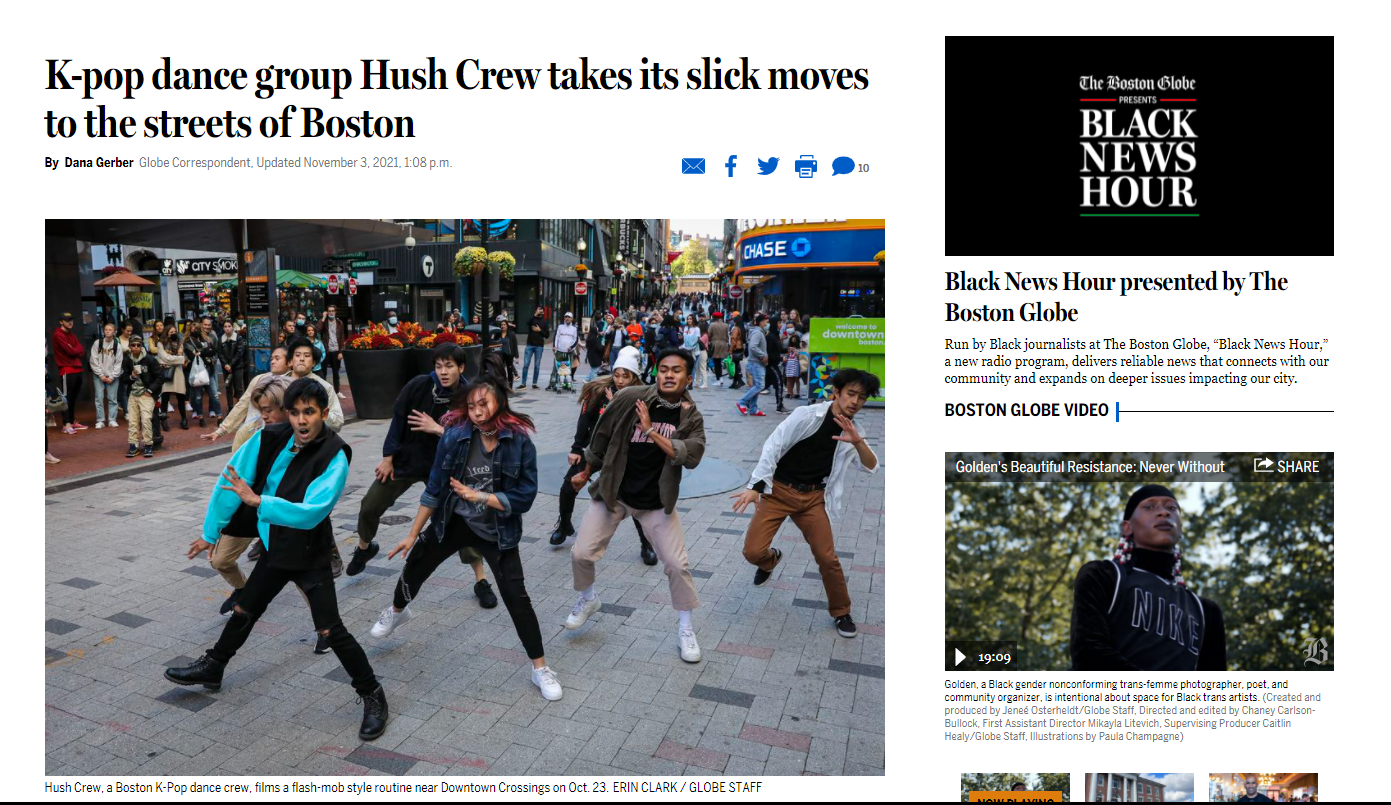 K-pop dance group Hush Crew takes its slick moves
to the streets of Boston
By Dana Gerber Globe Correspondent, Updated November 3, 2021, 1:08 p.m.
10
CITY SMOK
T
CHASE
welcome to
downtown
boston
Hush Crew, a Boston K-Pop dance crew, films a flash-mob style routine near Downtown Crossings on Oct. 23. ERIN CLARK / GLOBE STAFF
The Boston Globe
PRESENTS
BLACK
NEWS
HOUR
Black News Hour presented by The
Boston Globe
Run by Black journalists at The Boston Globe, “Black News Hour,”
a new radio program, delivers reliable news that connects with our
community and expands on deeper issues impacting our city.
BOSTON GLOBE VIDEO
Golden's Beautiful Resistance: Never Without
SHARE
NIKE
19:09
B
Golden, a Black gender nonconforming trans-femme photographer, poet, and
community organizer, is intentional about space for Black trans artists. (Created and
produced by Jeneé Osterheldt/Globe Staff, Directed and edited by Chaney Carlson-
Bullock, First Assistant Director Mikayla Litevich, Supervising Producer Caitlin
Healy/Globe Staff, Illustrations by Paula Champagne)
NOW PLAYING